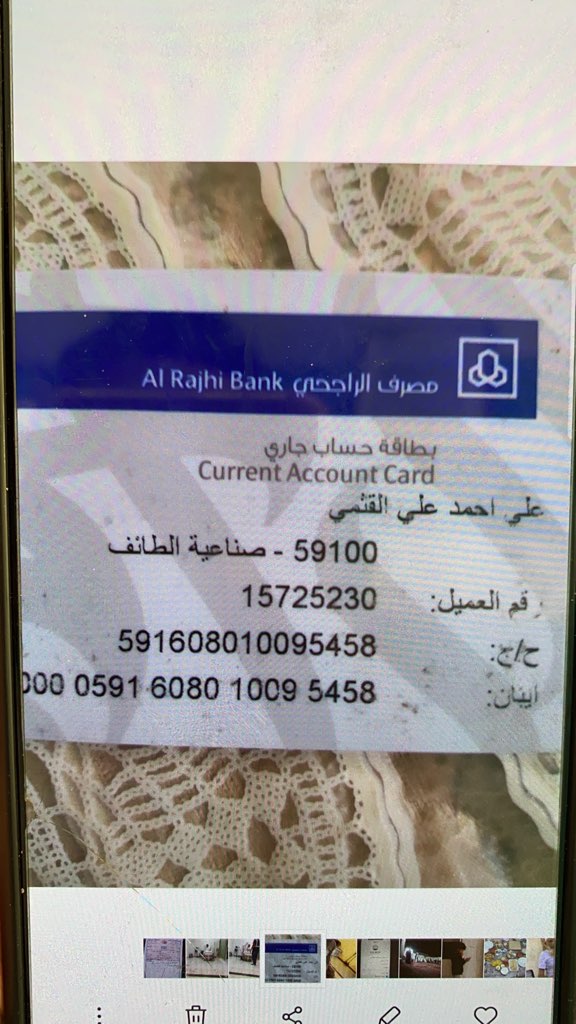 Al Rajhi Bank مصرف الراجحي
بطاقة حساب جاري
Current Account Card
علي احمد علي القثمي
59100 - صناعية الطائف
رقم العميل: 15725230
ح/ج: 591608010095458
آيبان: 000 0591 6080 1009 5458